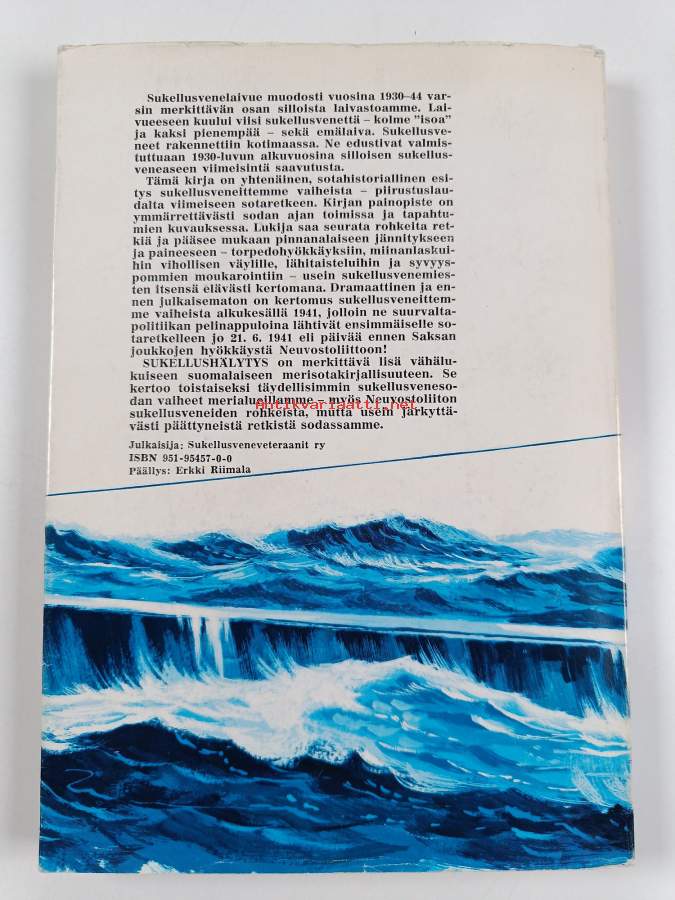 Sukellusvenelaivue muodosti vuosina 1930-44 var-
sin merkittävän osan silloista laivastoamme. Lai-
vueeseen kuului viisi sukellusvenettä – kolme "isoa"
ja kaksi pienempää – sekä emälaiva. Sukellusve-
neet rakennettiin kotimaassa. Ne edustivat valmis-
tuttuaan 1930-luvun alkuvuosina silloisen sukellus-
veneaseen viimeisintä saavutusta.
Tämä kirja on yhtenäinen, sotahistoriallinen esi-
tys sukellusveneittemme vaiheista – piirustuslau-
dalta viimeiseen sotaretkeen. Kirjan painopiste on
ymmärrettävästi sodan ajan toimissa ja tapahtu-
mien kuvauksessa. Lukija saa seurata rohkeita ret-
kiä ja pääsee mukaan pinnanalaiseen jännitykseen
ja paineeseen – torpedohyökkäyksiin, miinanlasku-
ihin vihollisen väylille, lähitaisteluihin ja syvyys-
pommien moukarointiin – usein sukellusvenemies-
ten itsensä elävästi kertomana. Dramaattinen ja en-
nen julkaisematon on kertomus sukellusveneittem-
me vaiheista alkukesällä 1941, jolloin ne suurvalta-
politiikan pelinappuloina lähtivät ensimmäiselle so-
taretkelleen jo 21. 6. 1941 eli päivää ennen Saksan
joukkojen hyökkäystä Neuvostoliittoon!
SUKELLUSHÄLYTYS on merkittävä lisä vähälu-
kuiseen suomalaiseen merisotakirjallisuuteen. Se
kertoo toistaiseksi täydellisimmin sukellusveneso-
dan vaiheet merialueillamme – myös Neuvostoliiton
Antikvariaatti.net
sukellusveneiden rohkeista, mutta usein järkyttä-
västi päättyneistä retkistä sodassamme.
Julkaisija: Sukellusveneveteraanit ry
ISBN 951-95457-0-0
Päällys: Erkki Riimala